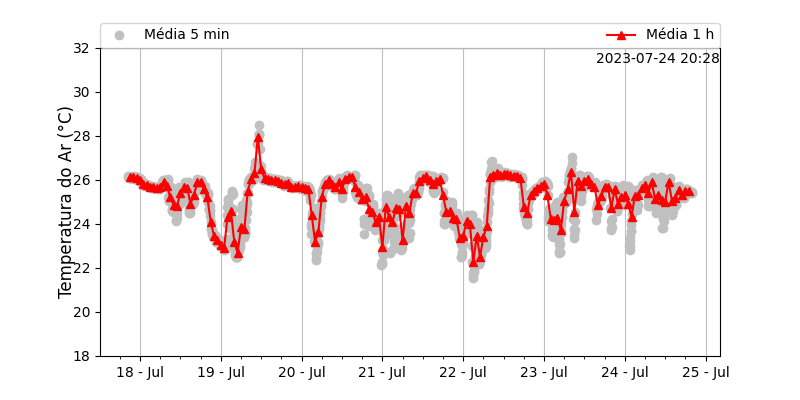 Média 5 min
Média 1 h
2023-07-24 20:28
Temperatura do Ar (°C)
32
30
28
26
24
22
20
18
18 - Jul
19 - Jul
20 - Jul
21 - Jul
22 - Jul
23 - Jul
24 - Jul
25 - Jul